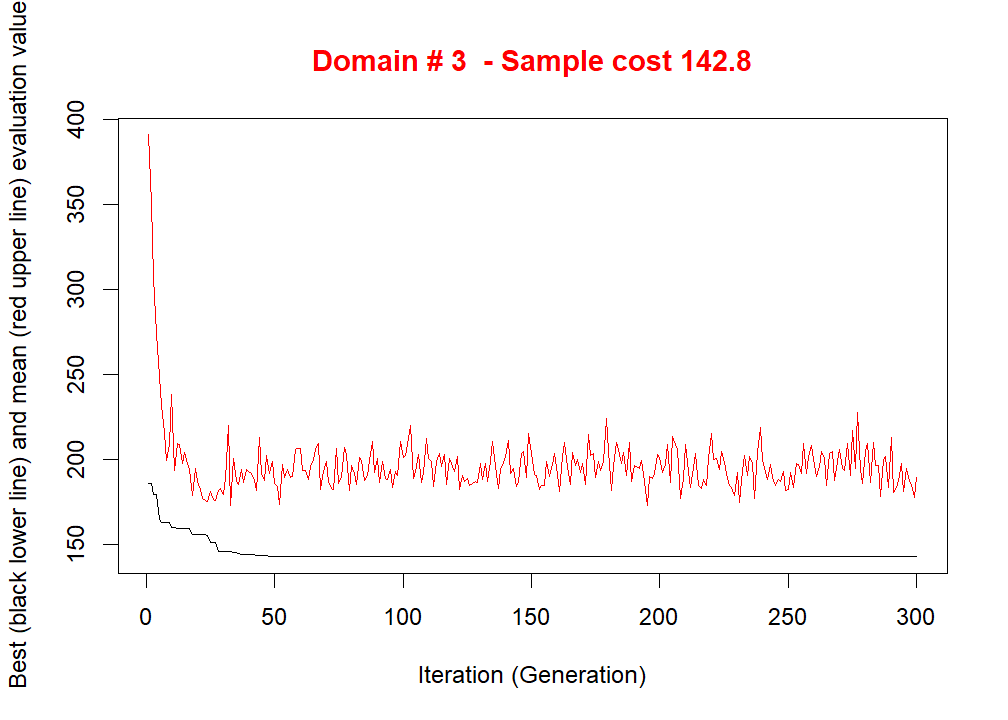 Domain # 3  - Sample cost 142.8
Best (black lower line) and mean (red upper line) evaluation value
400
350
300
250
200
150
0 50 100 150 200 250 300
Iteration (Generation)